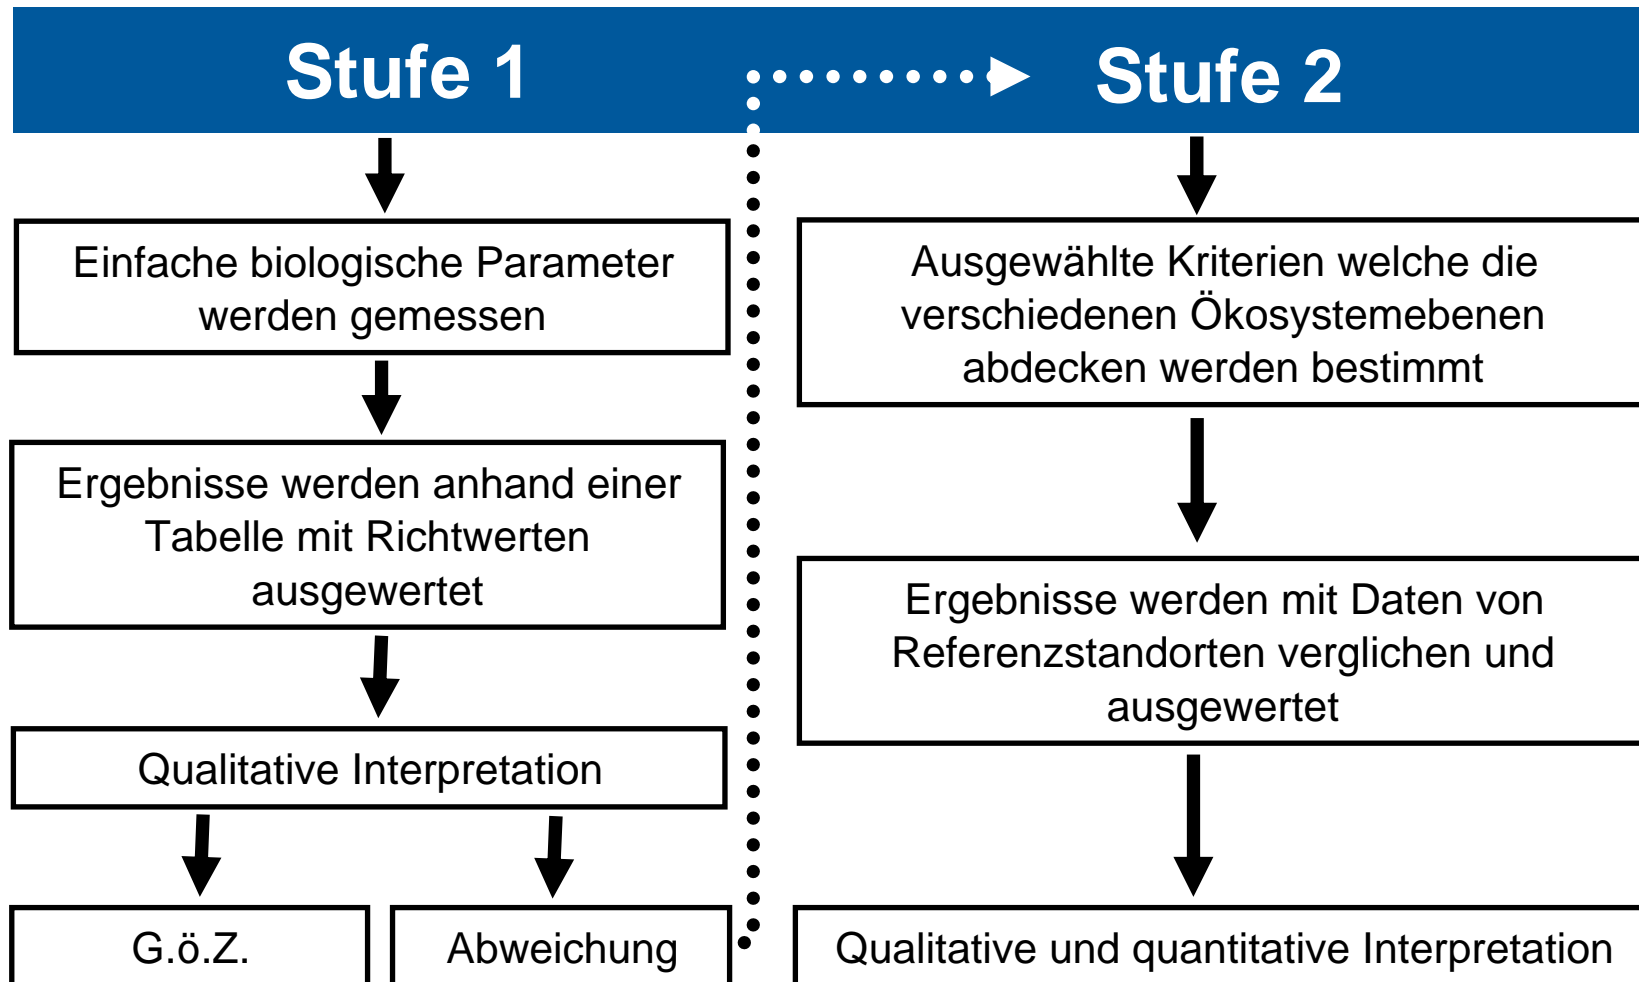 Stufe 1
Einfache biologische Parameter
werden gemessen
Ergebnisse werden anhand einer
Tabelle mit Richtwerten
ausgewertet
Qualitative Interpretation
G.ö.Z.
Abweichung
Stufe 2
Ausgewählte Kriterien welche die
verschiedenen Ökosystemebenen
abdecken werden bestimmt
Ergebnisse werden mit Daten von
Referenzstandorten verglichen und
ausgewertet
Qualitative und quantitative Interpretation